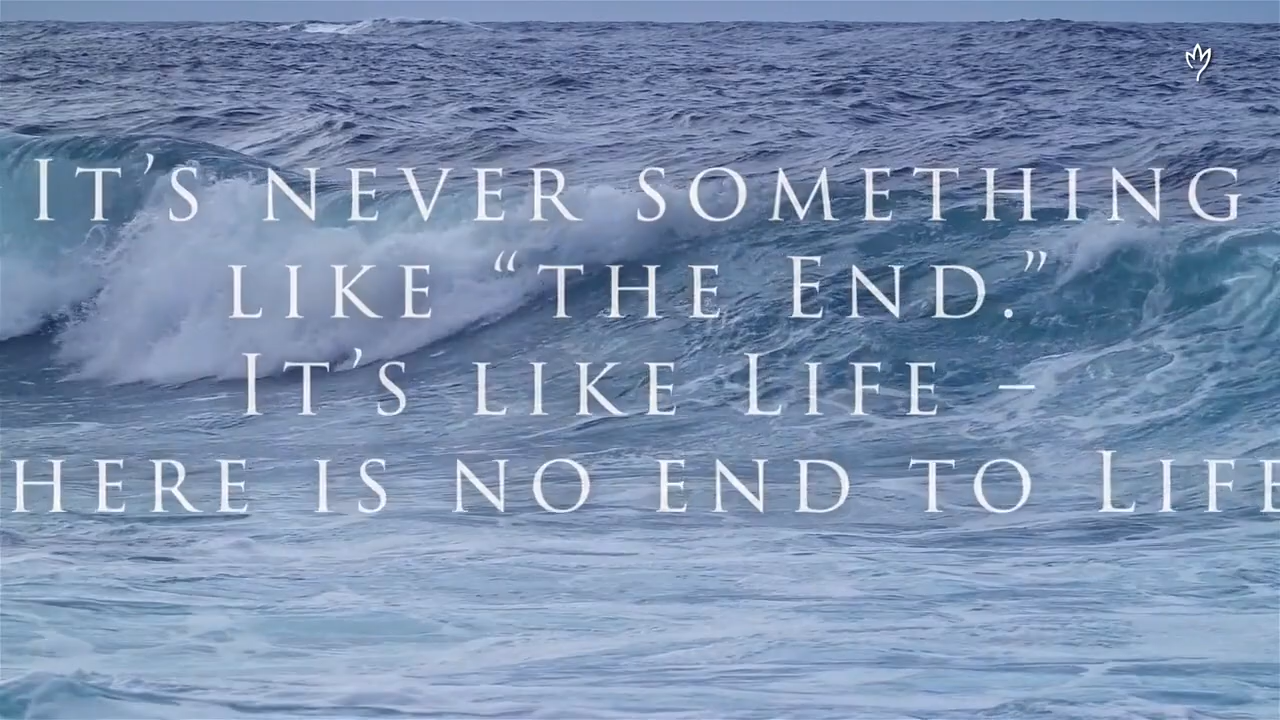 It's never something
like “the End.”
It's like Life –
here is no end to Life